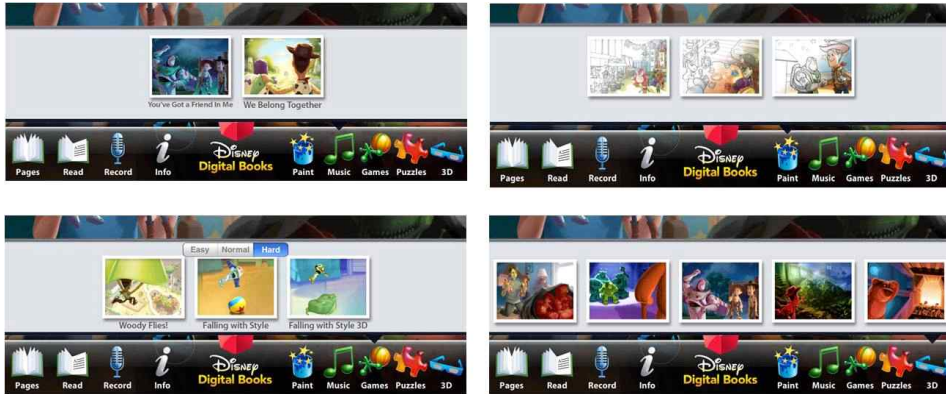 You've Got a Friend In Me
We Belong Together
Pages Read Record Info Disney Digital Books Paint Music Games Puzzles 3D
Pages Read Record Info Disney Digital Books Paint Music Games Puzzles 3D
Easy Normal Hard
Woody Flies!
Falling with Style
Falling with Style 3D
Pages Read Record Info Disney Digital Books Paint Music Games Puzzles 3D
Pages Read Record Info Disney Digital Books Paint Music Games Puzzles 3D